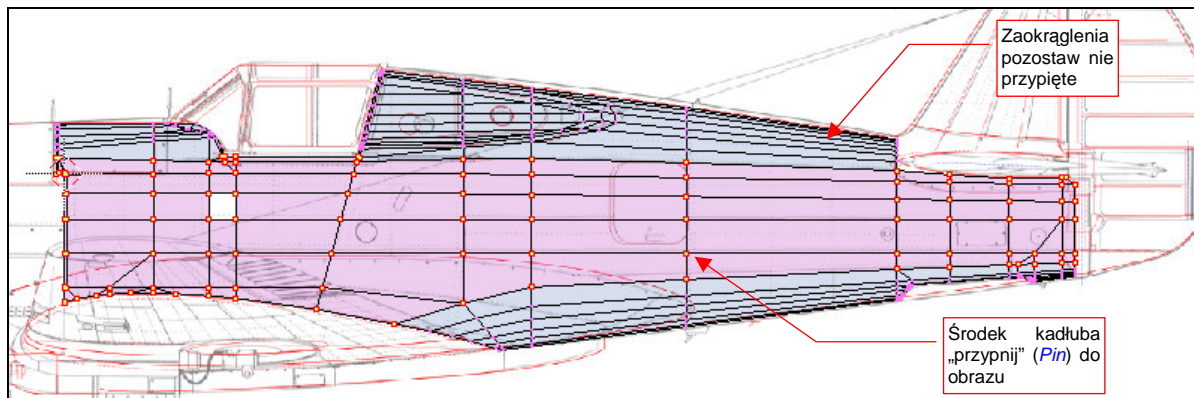 Zaokrąglenia
pozostaw nie
przypięte
Środek kadłuba
„przypnij” (Pin) do
obrazu